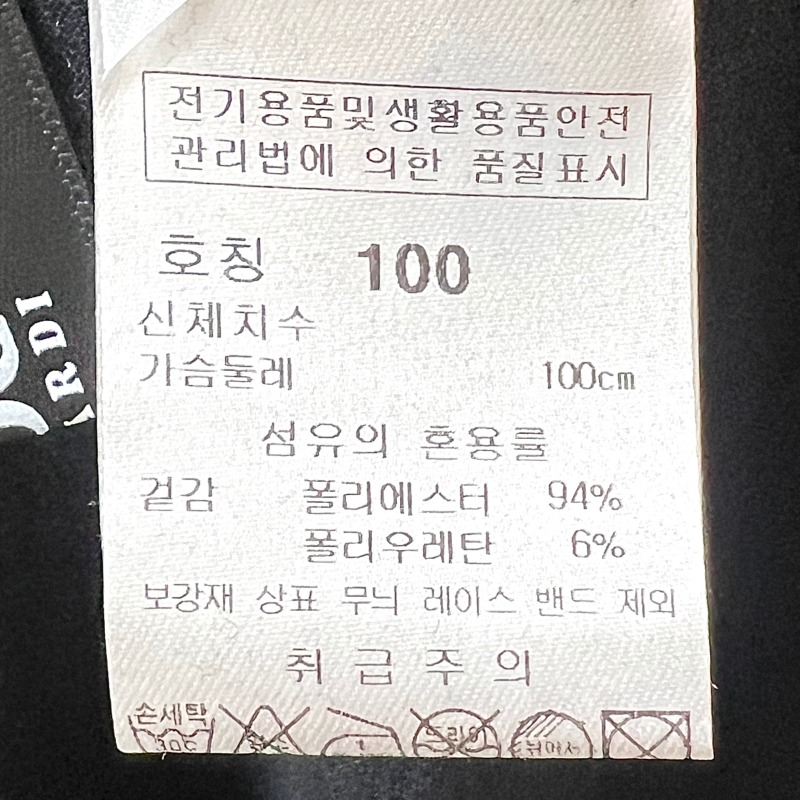 전기용품및생활용품안전
관리법에 의한 품질표시
호칭 100
신체치수
가슴둘레 100cm
섬유의 혼용률
겉감 폴리에스터 94%
폴리우레탄 6%
보강재 상표 무늬 레이스 밴드 제외
취급주의
손세탁
30℃
RDI